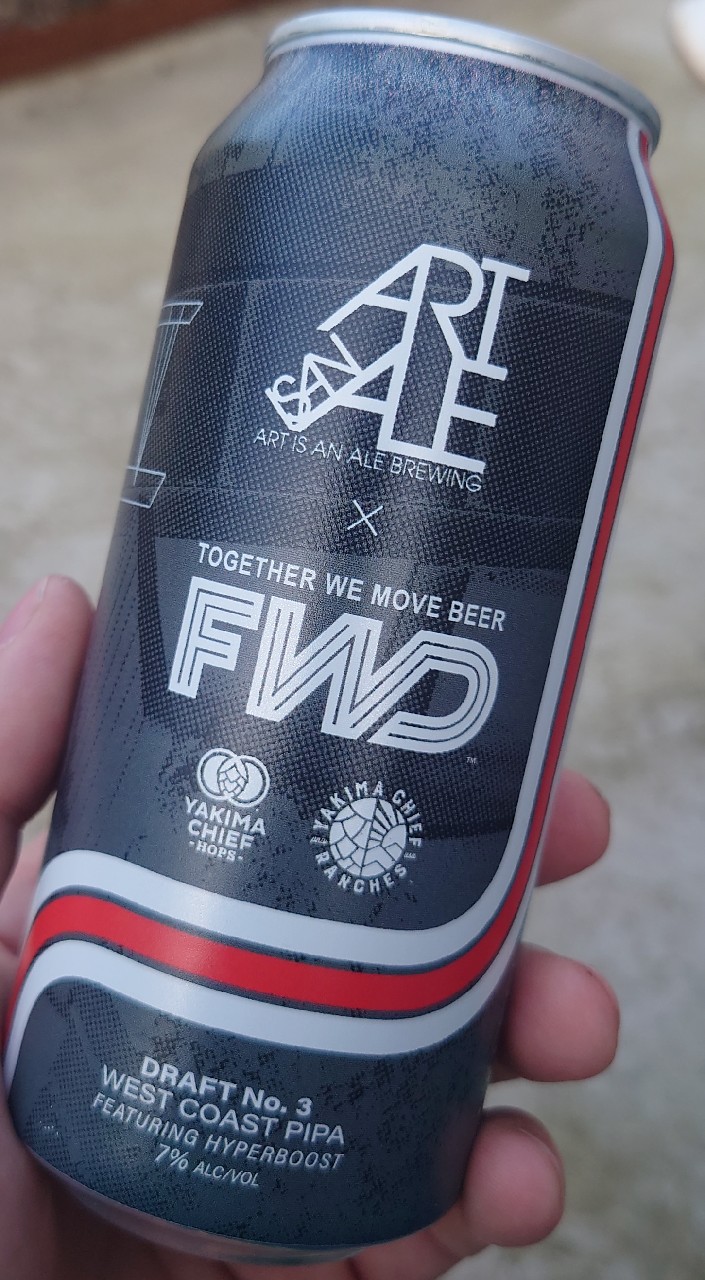 ART
IS AN
ALE
ART IS AN ALE BREWING
X
TOGETHER WE MOVE BEER
FWD
TM
YAKIMA
CHIEF
-HOPS-
YAKIMA CHIEF
RANCHES
DRAFT No. 3
WEST COAST PIPA
FEATURING HYPERBOOST
7% ALC/VOL